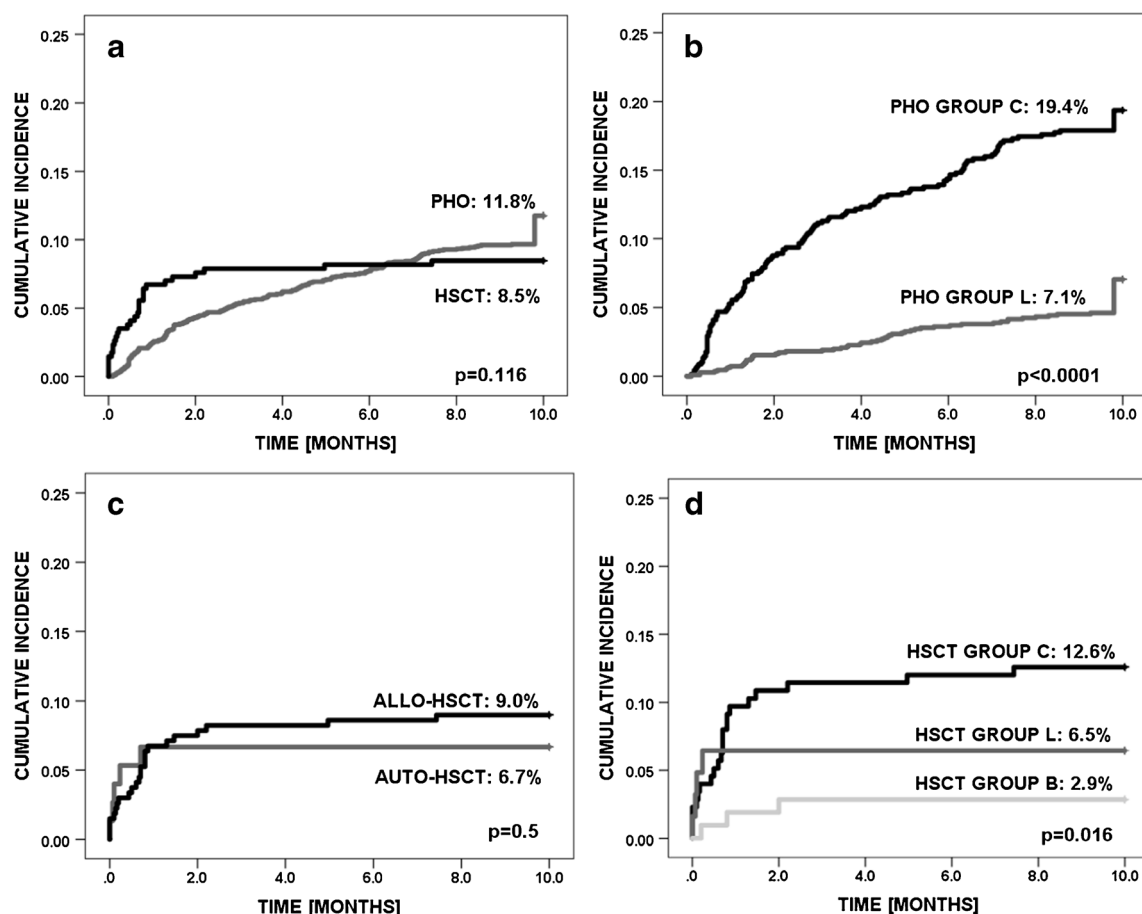 a
CUMULATIVE INCIDENCE
0.25
0.20
0.15
0.10
0.05
0.00
PHO: 11.8%
HSCT: 8.5%
p=0.116
.0 2.0 4.0 6.0 8.0 10.0
TIME [MONTHS]
b
CUMULATIVE INCIDENCE
0.25
0.20
0.15
0.10
0.05
0.00
PHO GROUP C: 19.4%
PHO GROUP L: 7.1%
p<0.0001
.0 2.0 4.0 6.0 8.0 10.0
TIME [MONTHS]
c
CUMULATIVE INCIDENCE
0.25
0.20
0.15
0.10
0.05
0.00
ALLO-HSCT: 9.0%
AUTO-HSCT: 6.7%
p=0.5
.0 2.0 4.0 6.0 8.0 10.0
TIME [MONTHS]
d
CUMULATIVE INCIDENCE
0.25
0.20
0.15
0.10
0.05
0.00
HSCT GROUP C: 12.6%
HSCT GROUP L: 6.5%
HSCT GROUP B: 2.9%
p=0.016
.0 2.0 4.0 6.0 8.0 10.0
TIME [MONTHS]